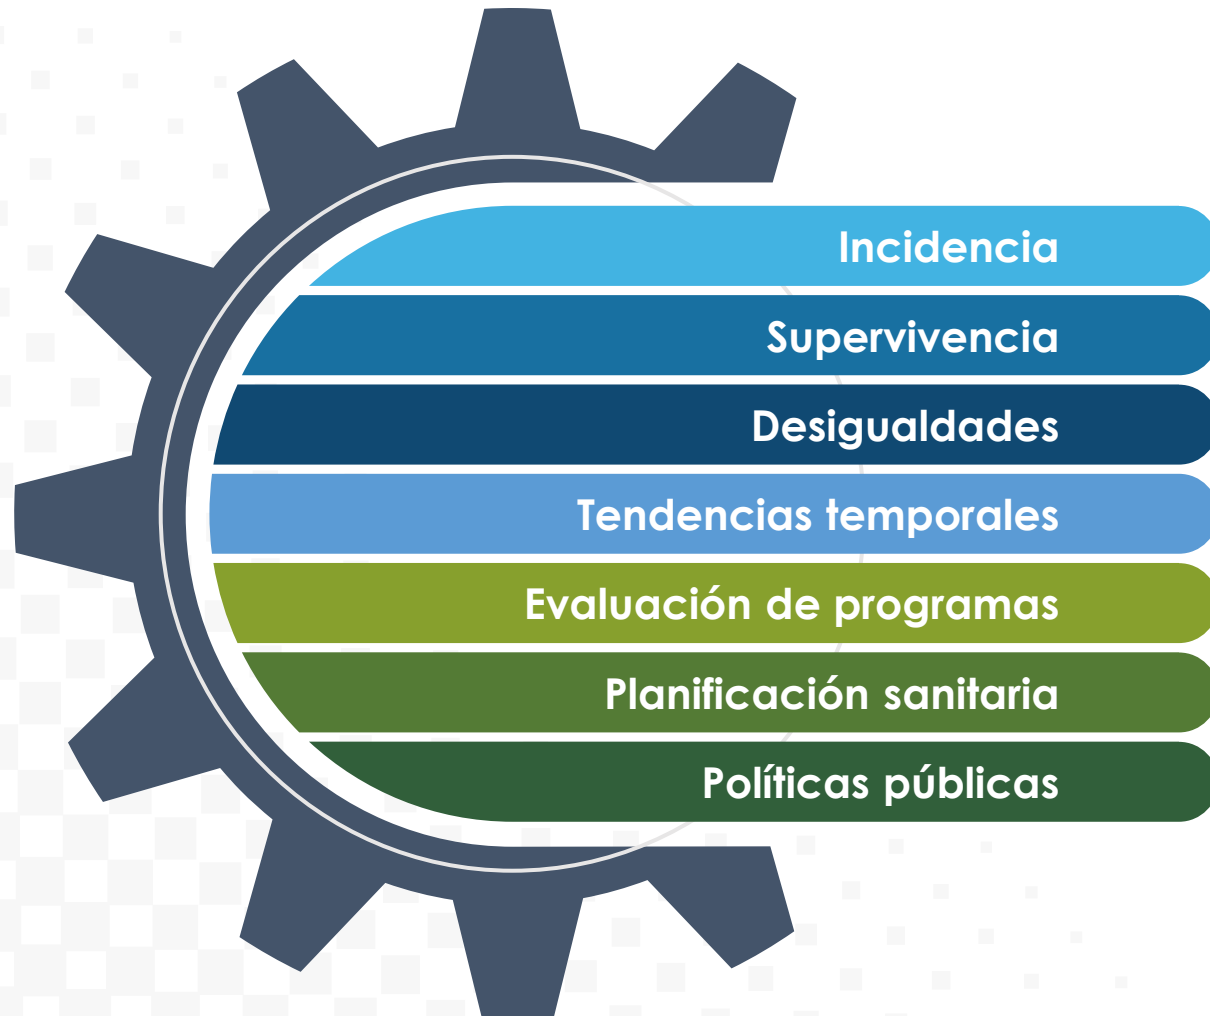 Incidencia
Supervivencia
Desigualdades
Tendencias temporales
Evaluación de programas
Planificación sanitaria
Políticas públicas